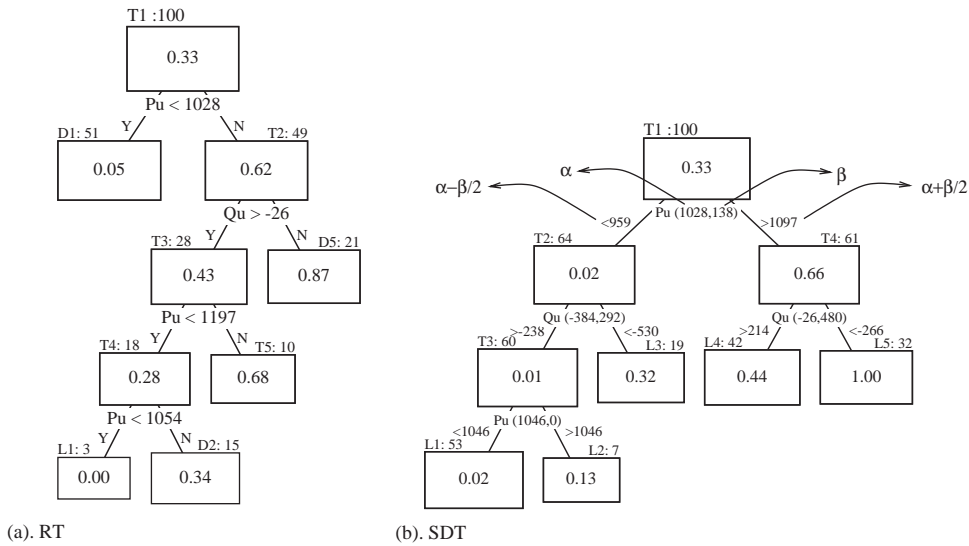 T1 :100
0.33
Pu < 1028
Y
N
D1: 51
T2: 49
0.05
0.62
Qu > -26
Y
N
T3: 28
D5: 21
0.43
0.87
Pu < 1197
Y
N
T4: 18
T5: 10
0.28
0.68
Pu < 1054
Y
N
L1: 3
D2: 15
0.00
0.34
(a). RT
T1 :100
0.33
α−β/2
α
β
α+β/2
Pu (1028,138)
<959
>1097
T2: 64
T4: 61
0.02
0.66
Qu (-384,292)
Qu (-26,480)
>-238
<-530
>214
<-266
T3: 60
L3: 19
L4: 42
L5: 32
0.01
0.32
0.44
1.00
Pu (1046,0)
<1046
>1046
L1: 53
L2: 7
0.02
0.13
(b). SDT